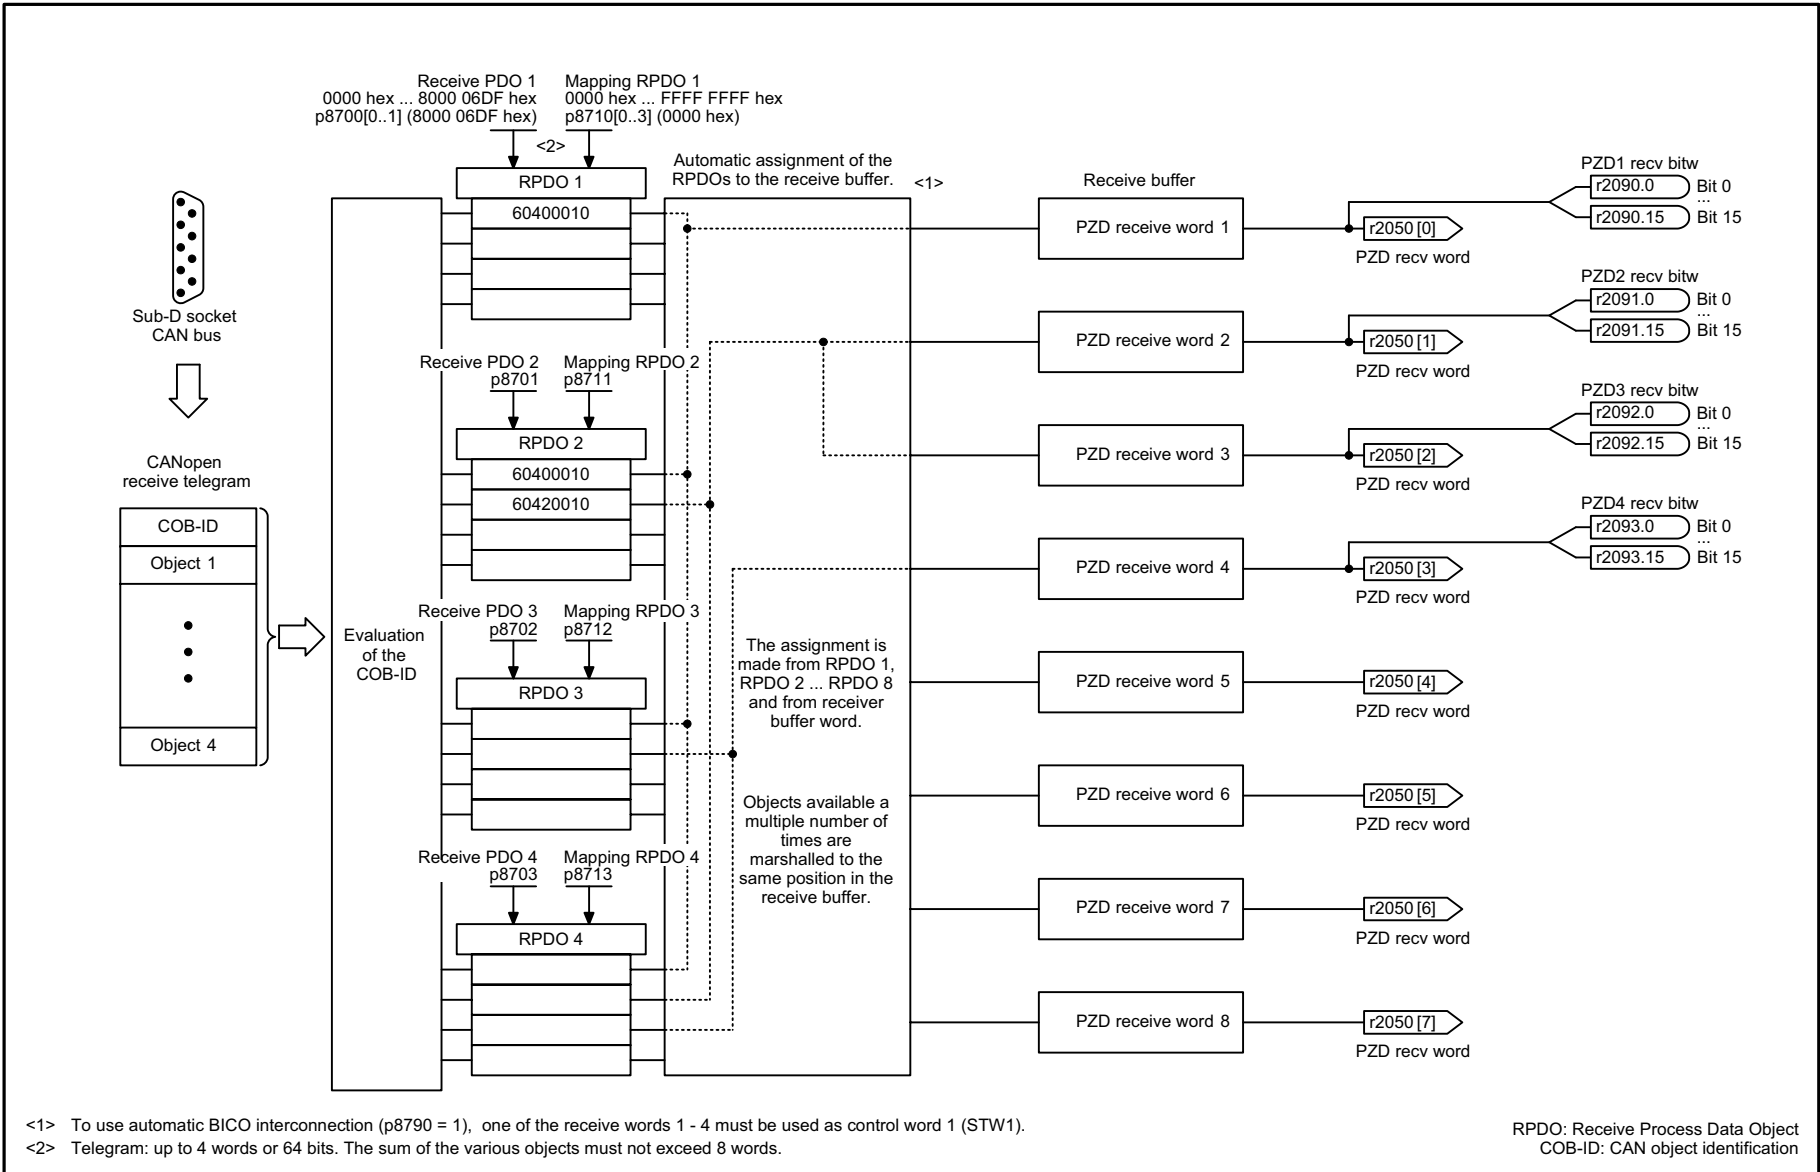 Receive PDO 1
0000 hex ... 8000 06DF hex
p8700[0..1] (8000 06DF hex)
Mapping RPDO 1
0000 hex ... FFFF FFFF hex
p8710[0..3] (0000 hex)
<2>
RPDO 1
60400010
Automatic assignment of the
RPDOs to the receive buffer.
<1>
Receive buffer
PZD receive word 1
r2050 [0]
PZD recv word
PZD1 recv bitw
r2090.0
Bit 0
...
r2090.15
Bit 15
Sub-D socket
CAN bus
PZD receive word 2
r2050 [1]
PZD recv word
PZD2 recv bitw
r2091.0
Bit 0
...
r2091.15
Bit 15
Receive PDO 2
p8701
Mapping RPDO 2
p8711
RPDO 2
60400010
60420010
PZD receive word 3
r2050 [2]
PZD recv word
PZD3 recv bitw
r2092.0
Bit 0
...
r2092.15
Bit 15
CANopen
receive telegram
COB-ID
Object 1
Object 4
PZD receive word 4
r2050 [3]
PZD recv word
PZD4 recv bitw
r2093.0
Bit 0
...
r2093.15
Bit 15
Evaluation
of the
COB-ID
Receive PDO 3
p8702
Mapping RPDO 3
p8712
RPDO 3
The assignment is
made from RPDO 1,
RPDO 2 ... RPDO 8
and from receiver
buffer word.
PZD receive word 5
r2050 [4]
PZD recv word
Objects available a
multiple number of
times are
marshalled to the
same position in the
receive buffer.
PZD receive word 6
r2050 [5]
PZD recv word
Receive PDO 4
p8703
Mapping RPDO 4
p8713
RPDO 4
PZD receive word 7
r2050 [6]
PZD recv word
PZD receive word 8
r2050 [7]
PZD recv word
<1> To use automatic BICO interconnection (p8790 = 1), one of the receive words 1 - 4 must be used as control word 1 (STW1).
<2> Telegram: up to 4 words or 64 bits. The sum of the various objects must not exceed 8 words.
RPDO: Receive Process Data Object
COB-ID: CAN object identification